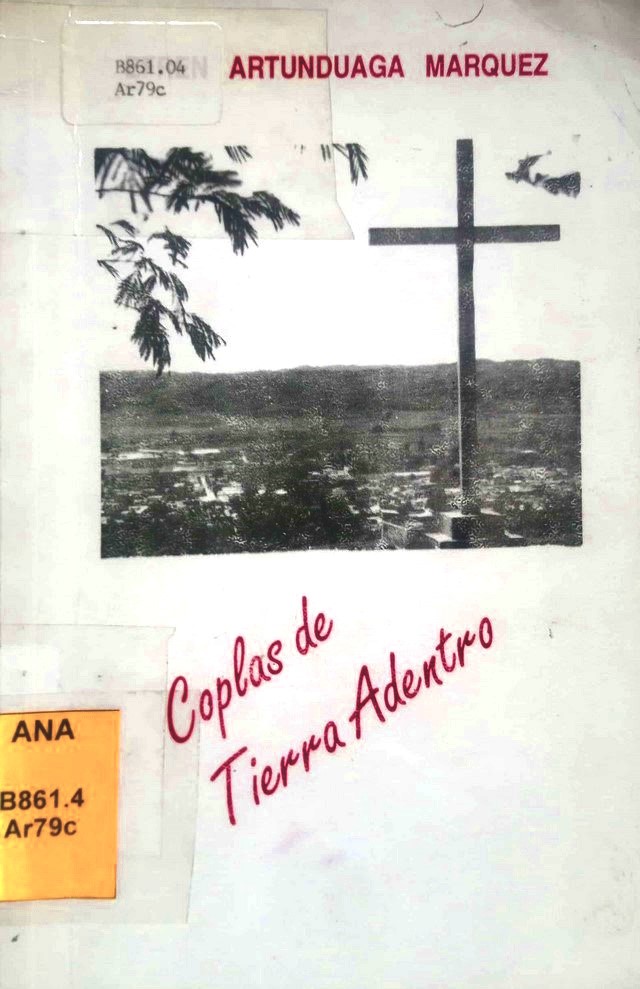 B861.04
Ar79c
ARTUNDUAGA MARQUEZ
Coplas de
Tierra Adentro
ANA
B861.4
Ar79c